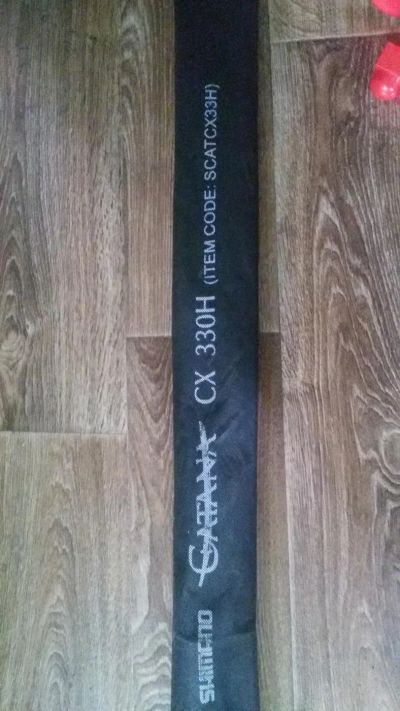 SHIMANO CATANA CX 330H (ITEM CODE: SCATCX33H)